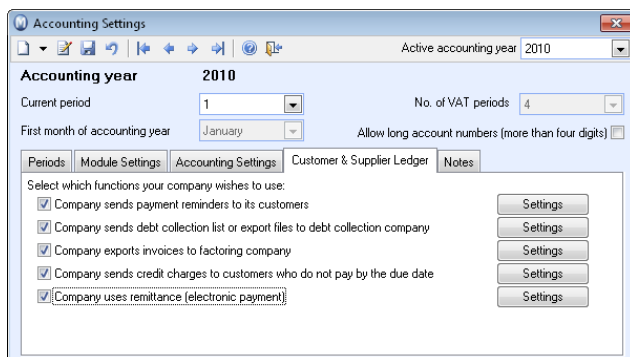 Accounting Settings
Active accounting year 2010
Accounting year 2010
Current period 1 No. of VAT periods 4
First month of accounting year January Allow long account numbers (more than four digits)
Periods Module Settings Accounting Settings Customer & Supplier Ledger Notes
Select which functions your company wishes to use:
Company sends payment reminders to its customers Settings
Company sends debt collection list or export files to debt collection company Settings
Company exports invoices to factoring company Settings
Company sends credit charges to customers who do not pay by the due date Settings
Company uses remittance (electronic payment) Settings